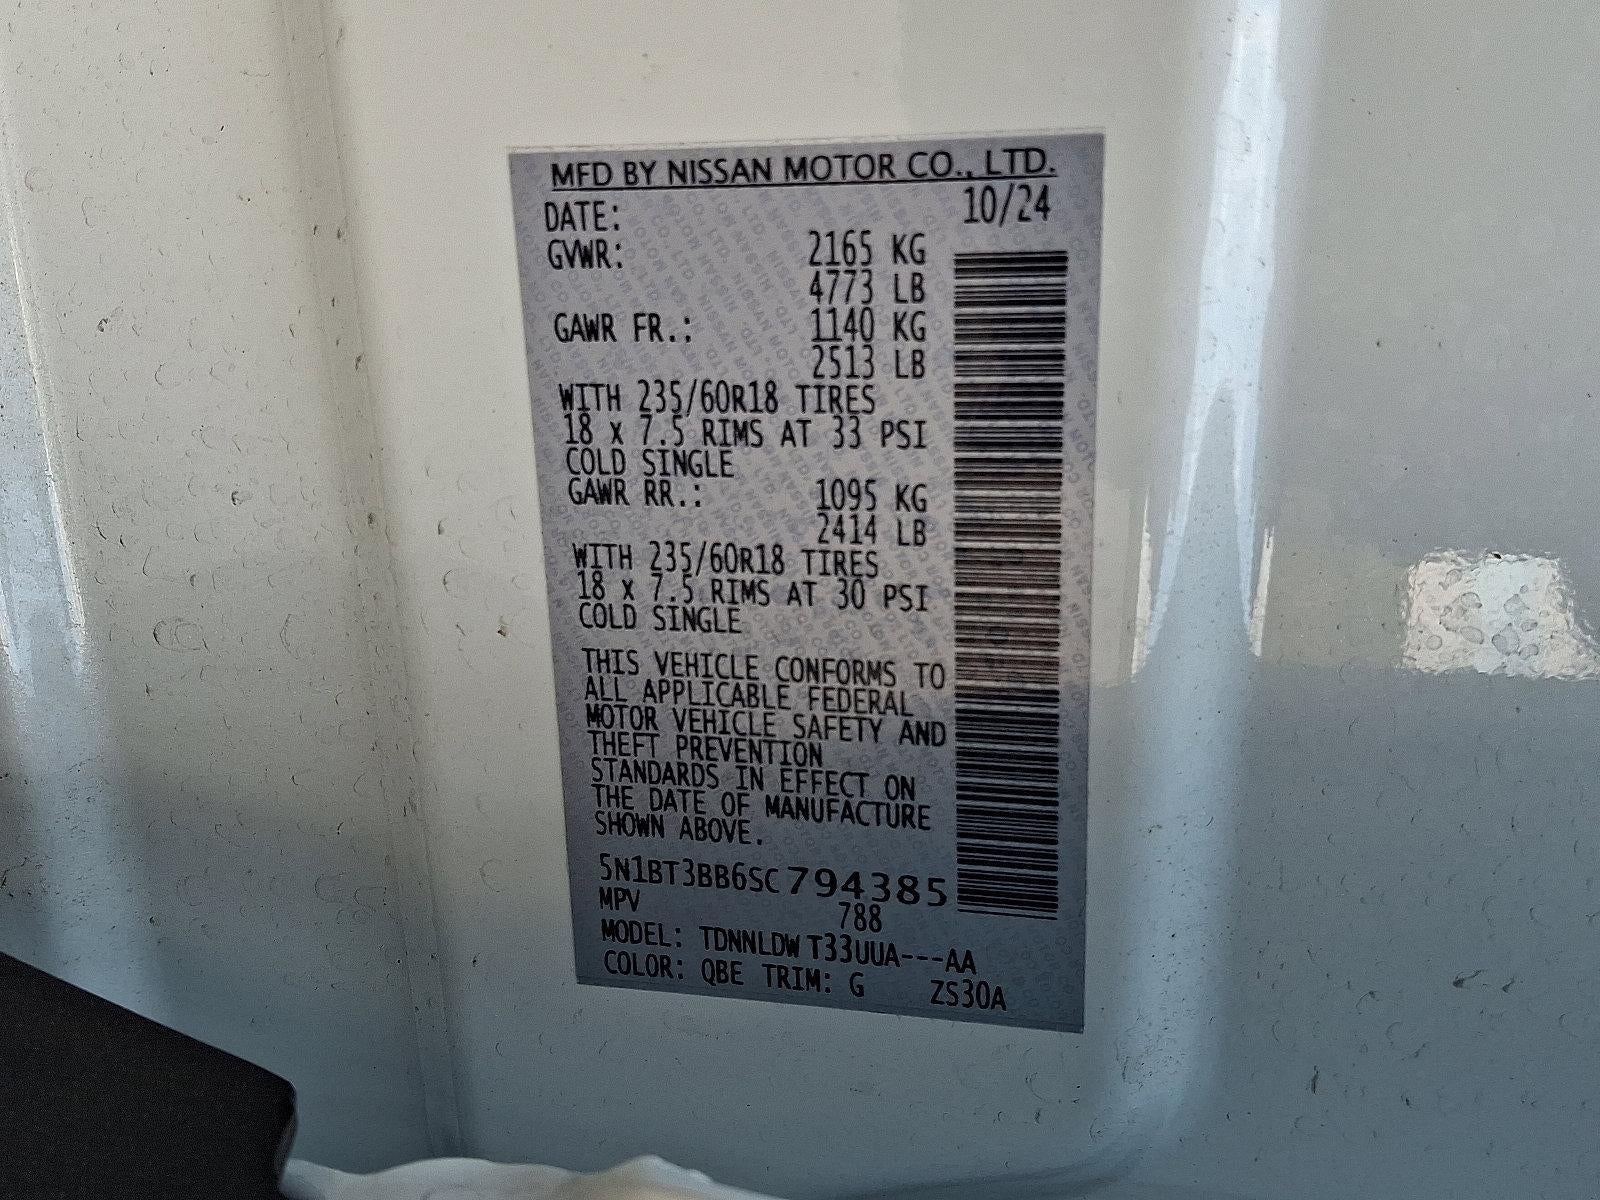 MFD BY NISSAN MOTOR CO., LTD.
DATE: 10/24
GVWR: 2165 KG
4773 LB
GAWR FR.: 1140 KG
2513 LB
WITH 235/60R18 TIRES
18 x 7.5 RIMS AT 33 PSI
COLD SINGLE
GAWR RR.: 1095 KG
2414 LB
WITH 235/60R18 TIRES
18 x 7.5 RIMS AT 30 PSI
COLD SINGLE
THIS VEHICLE CONFORMS TO
ALL APPLICABLE FEDERAL
MOTOR VEHICLE SAFETY AND
THEFT PREVENTION
STANDARDS IN EFFECT ON
THE DATE OF MANUFACTURE
SHOWN ABOVE.
5N1BT3BB6SC794385
MPV 788
MODEL: TDNNLDW T33UUA---AA
COLOR: QBE TRIM: G ZS30A